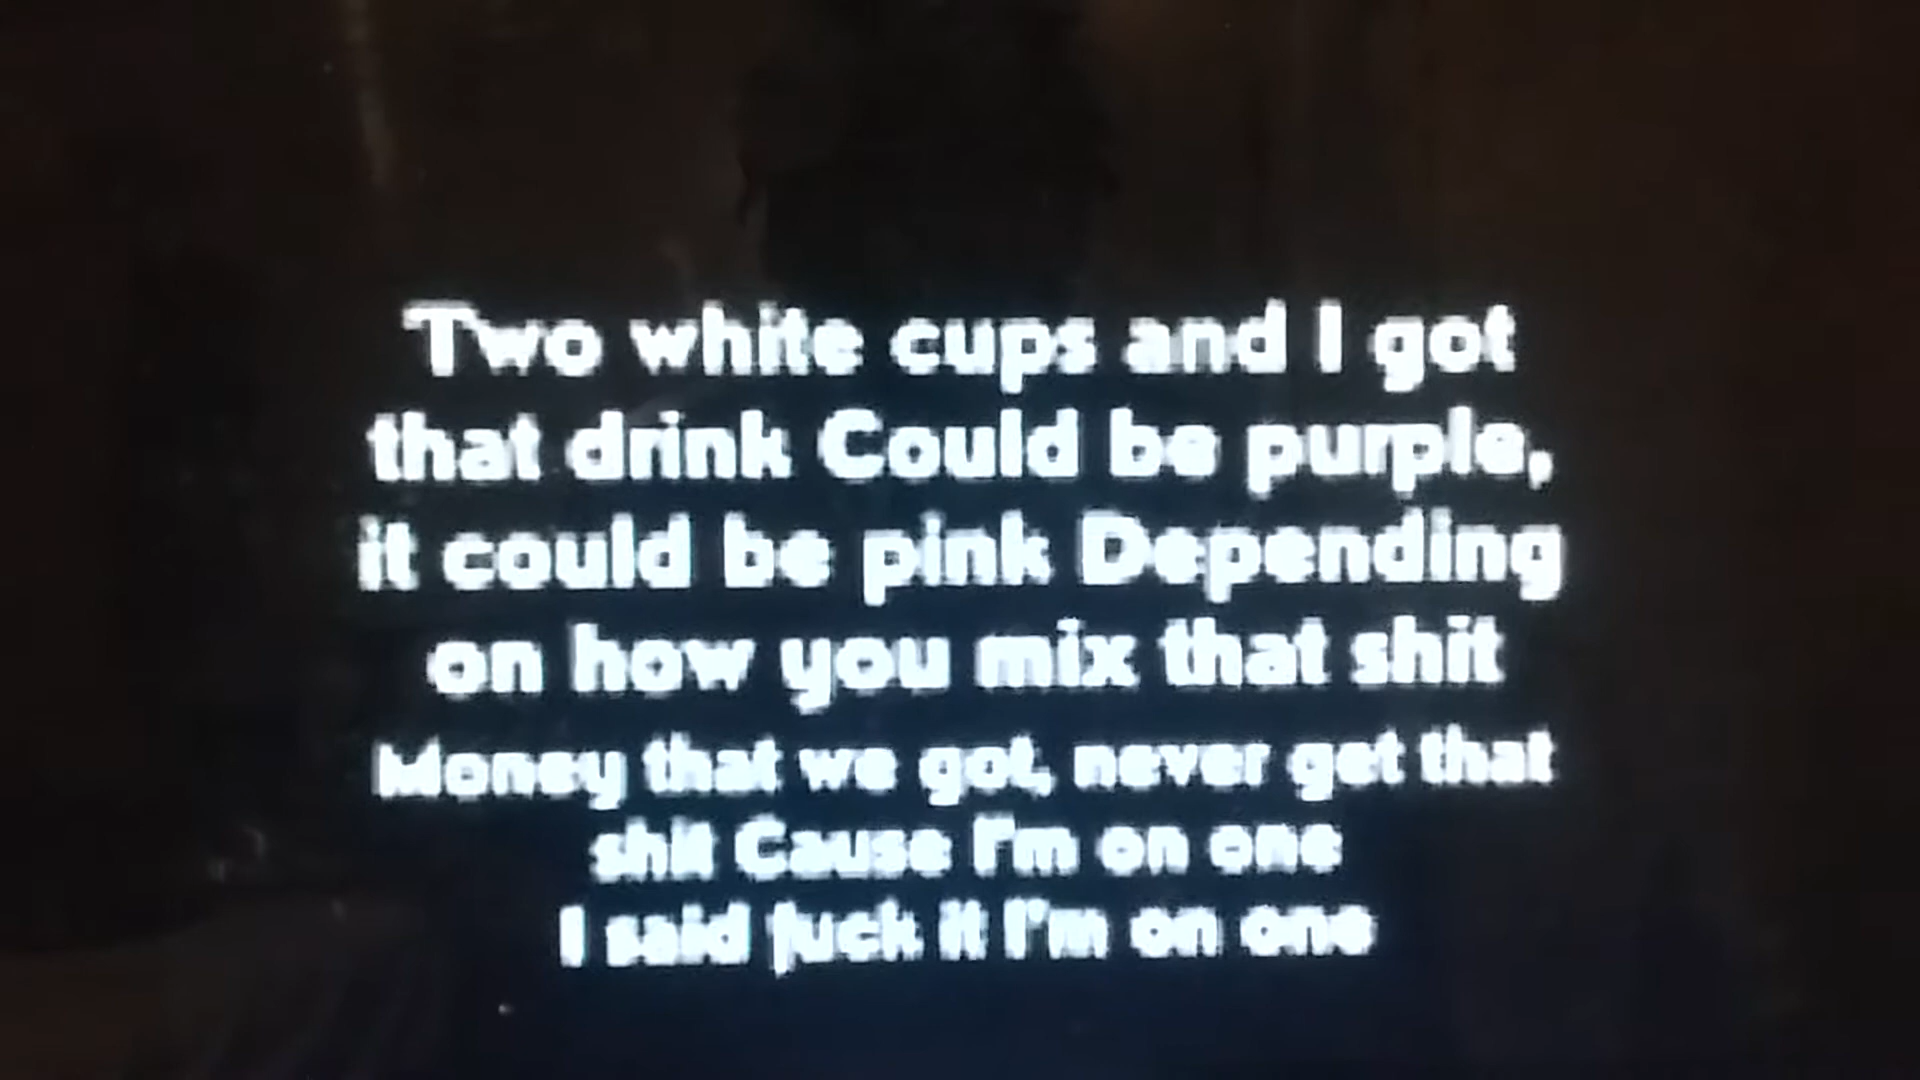 Two white cups and I got
that drink Could be purple,
it could be pink Depending
on how you mix that shit
Money that we got, never get that
shit Cause I'm on one
I said fuck it I'm on one